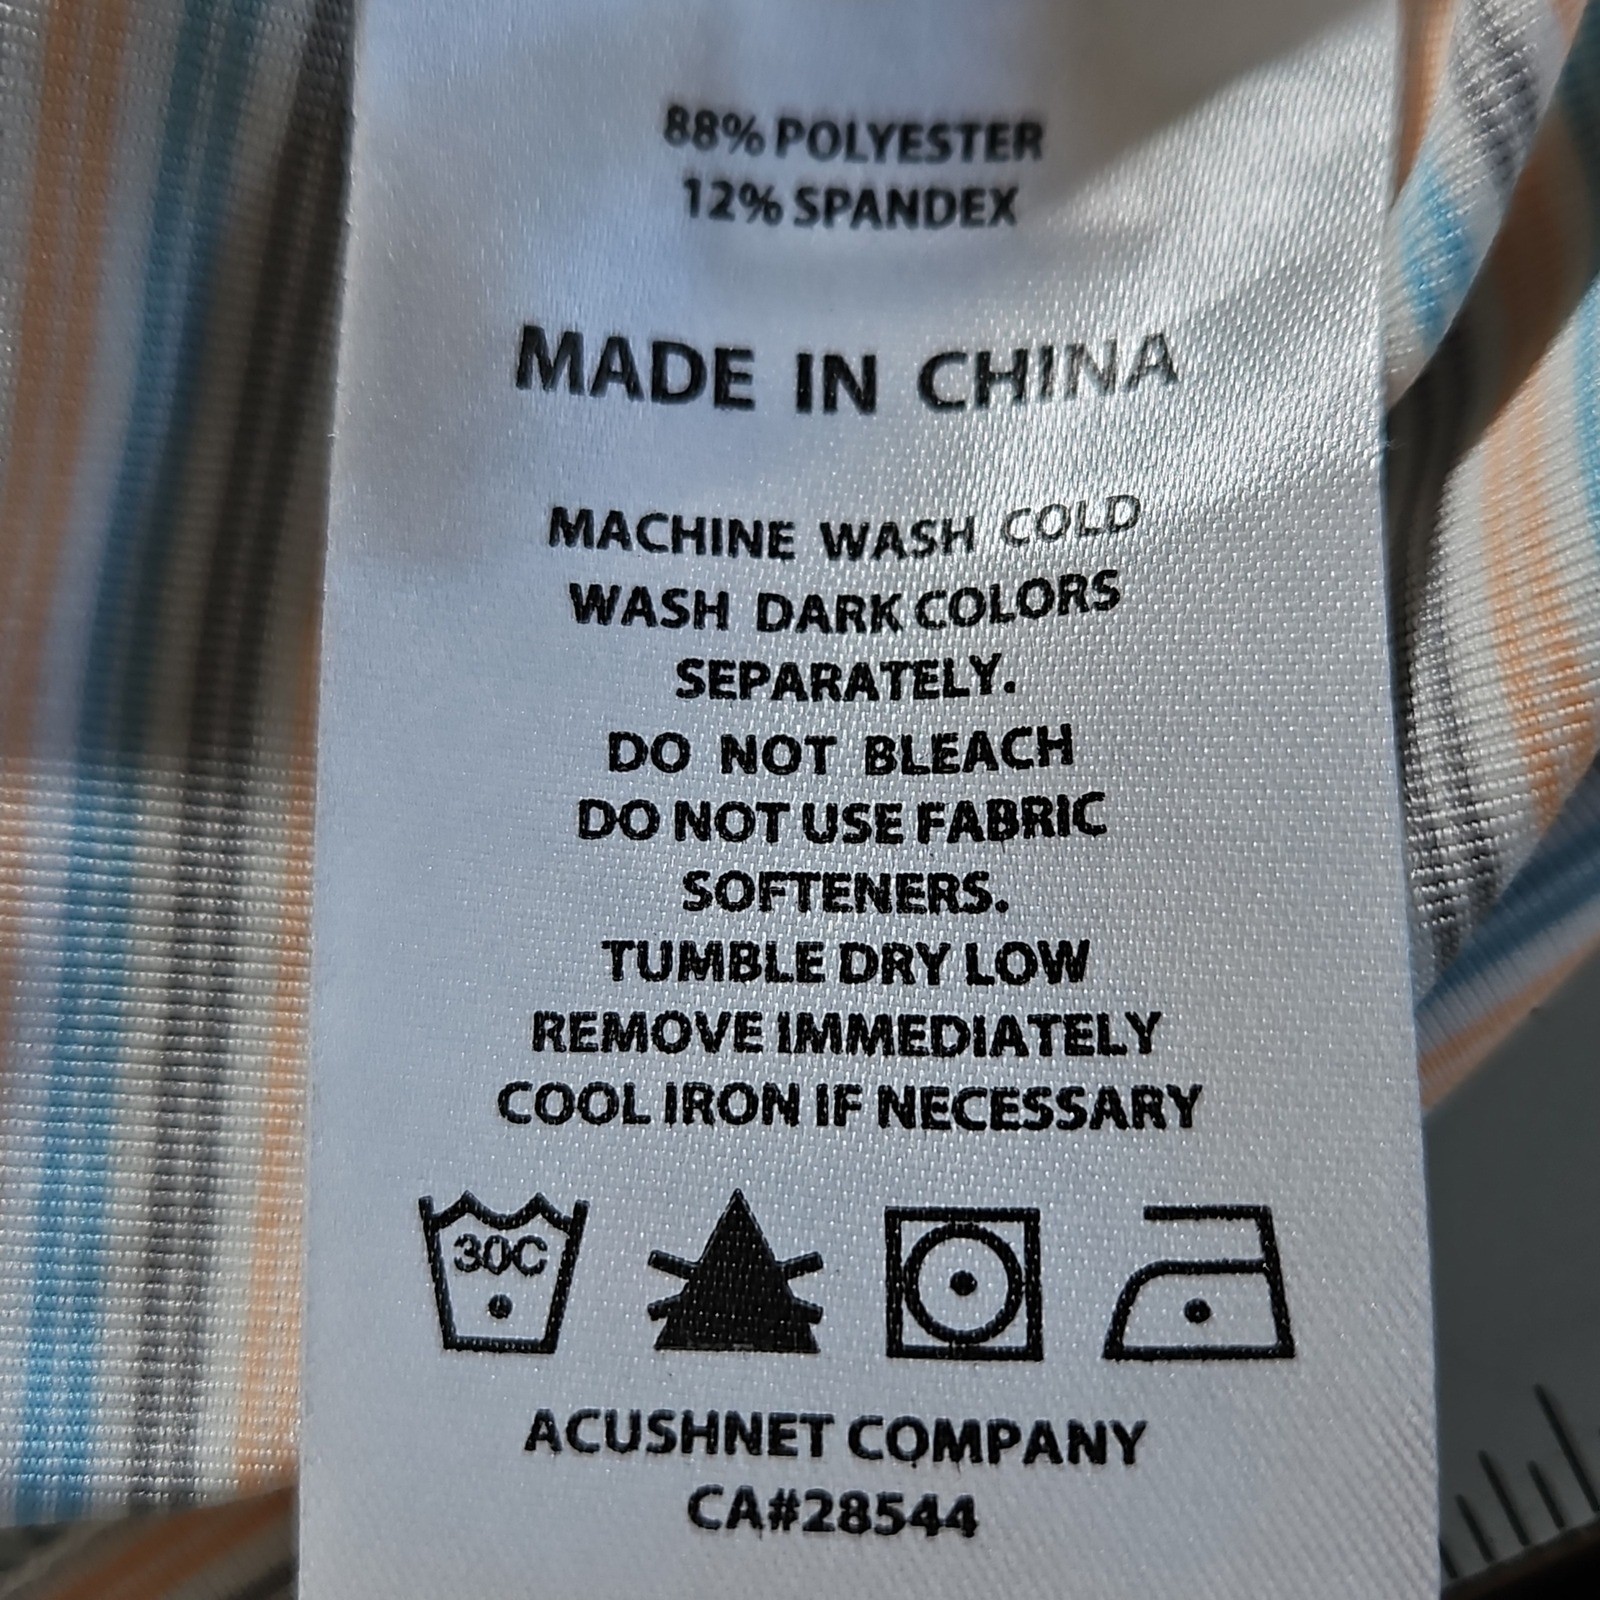 88% POLYESTER
12% SPANDEX
MADE IN CHINA
MACHINE WASH COLD
WASH DARK COLORS
SEPARATELY.
DO NOT BLEACH
DO NOT USE FABRIC
SOFTENERS.
TUMBLE DRY LOW
REMOVE IMMEDIATELY
COOL IRON IF NECESSARY
30C
ACUSHNET COMPANY
CA#28544